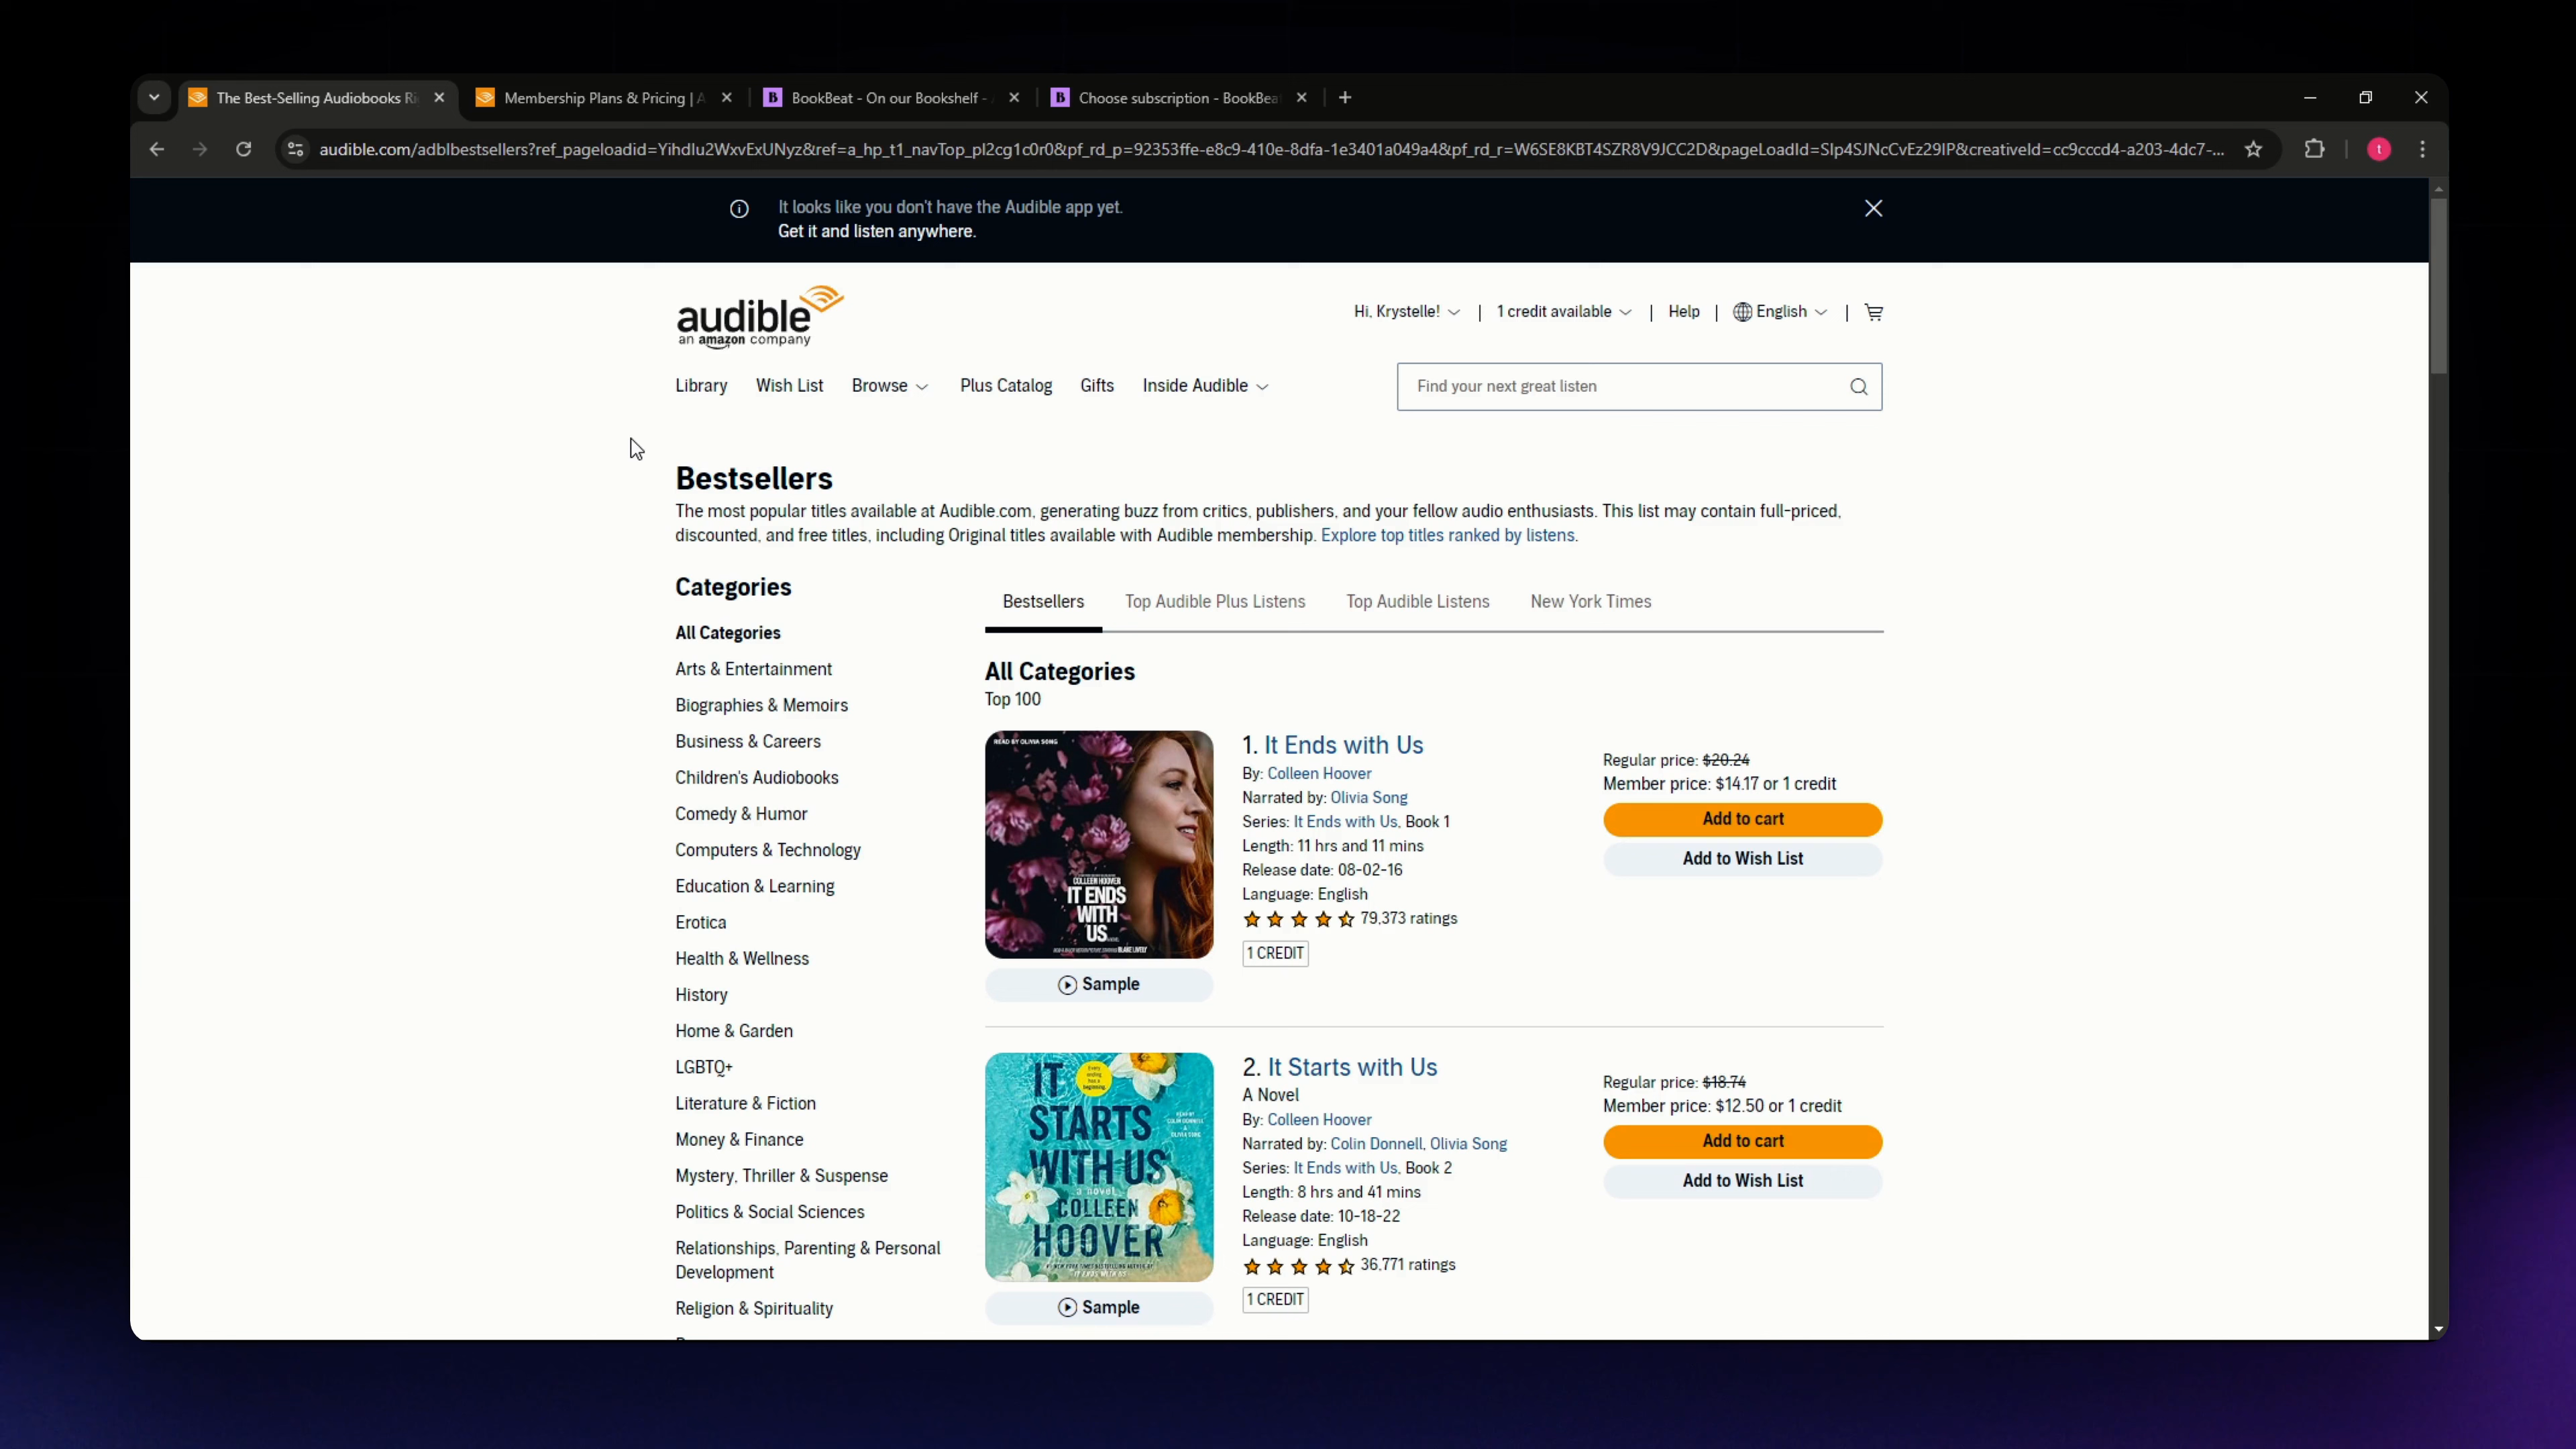 The Best-Selling Audiobooks Ri
Membership Plans & Pricing | A
BookBeat - On our Bookshelf -
Choose subscription - BookBea
audible.com/adblbestsellers?ref_pageloadid=YihdIu2WxvExUNyz&ref=a_hp_t1_navTop_pl2cg1c0r0&pf_rd_p=92353ffe-e8c9-410e-8dfa-1e3401a049a4&pf_rd_r=W6SE8KBT4SZR8V9JCC2D&pageLoadId=SIp4SJNcCvEz29IP&creativeId=cc9cccd4-a203-4dc7-...
t
It looks like you don't have the Audible app yet.
Get it and listen anywhere.
audible
an amazon company
Hi, Krystelle!
1 credit available
Help
English
Library
Wish List
Browse
Plus Catalog
Gifts
Inside Audible
Find your next great listen
Bestsellers
The most popular titles available at Audible.com, generating buzz from critics, publishers, and your fellow audio enthusiasts. This list may contain full-priced,
discounted, and free titles, including Original titles available with Audible membership. Explore top titles ranked by listens.
Categories
All Categories
Arts & Entertainment
Biographies & Memoirs
Business & Careers
Children's Audiobooks
Comedy & Humor
Computers & Technology
Education & Learning
Erotica
Health & Wellness
History
Home & Garden
LGBTQ+
Literature & Fiction
Money & Finance
Mystery, Thriller & Suspense
Politics & Social Sciences
Relationships, Parenting & Personal
Development
Religion & Spirituality
Bestsellers
Top Audible Plus Listens
Top Audible Listens
New York Times
All Categories
Top 100
READ BY OLIVIA SONG
COLLEEN HOOVER
IT ENDS
WITH
US
Sample
1. It Ends with Us
By: Colleen Hoover
Narrated by: Olivia Song
Series: It Ends with Us, Book 1
Length: 11 hrs and 11 mins
Release date: 08-02-16
Language: English
79,373 ratings
1 CREDIT
Regular price: $20.24
Member price: $14.17 or 1 credit
Add to cart
Add to Wish List
IT
STARTS
WITH US
a novel
COLLEEN
HOOVER
READ BY
COLIN DONNELL
& OLIVIA SONG
Sample
2. It Starts with Us
A Novel
By: Colleen Hoover
Narrated by: Colin Donnell, Olivia Song
Series: It Ends with Us, Book 2
Length: 8 hrs and 41 mins
Release date: 10-18-22
Language: English
36,771 ratings
1 CREDIT
Regular price: $18.74
Member price: $12.50 or 1 credit
Add to cart
Add to Wish List